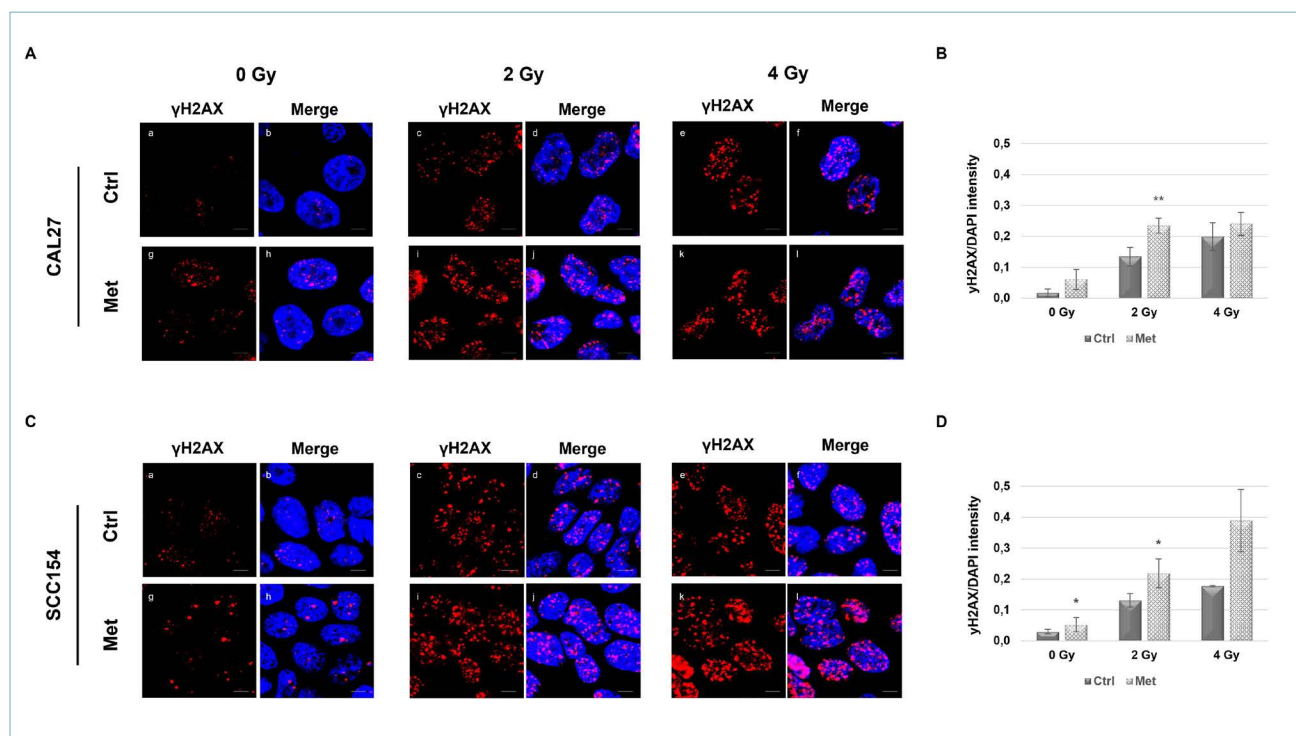 A
0 Gy 2 Gy 4 Gy
γH2AX Merge γH2AX Merge γH2AX Merge
a b c d e f
CAL27
Ctrl
g h i j k l
Met
B
yH2AX/DAPI intensity
0,5
0,4
0,3
0,2
0,1
0,0
**
0 Gy 2 Gy 4 Gy
Ctrl Met
C
γH2AX Merge γH2AX Merge γH2AX Merge
a b c d e f
SCC154
Ctrl
g h i j k l
Met
D
yH2AX/DAPI intensity
0,5
0,4
0,3
0,2
0,1
0,0
* *
0 Gy 2 Gy 4 Gy
Ctrl Met